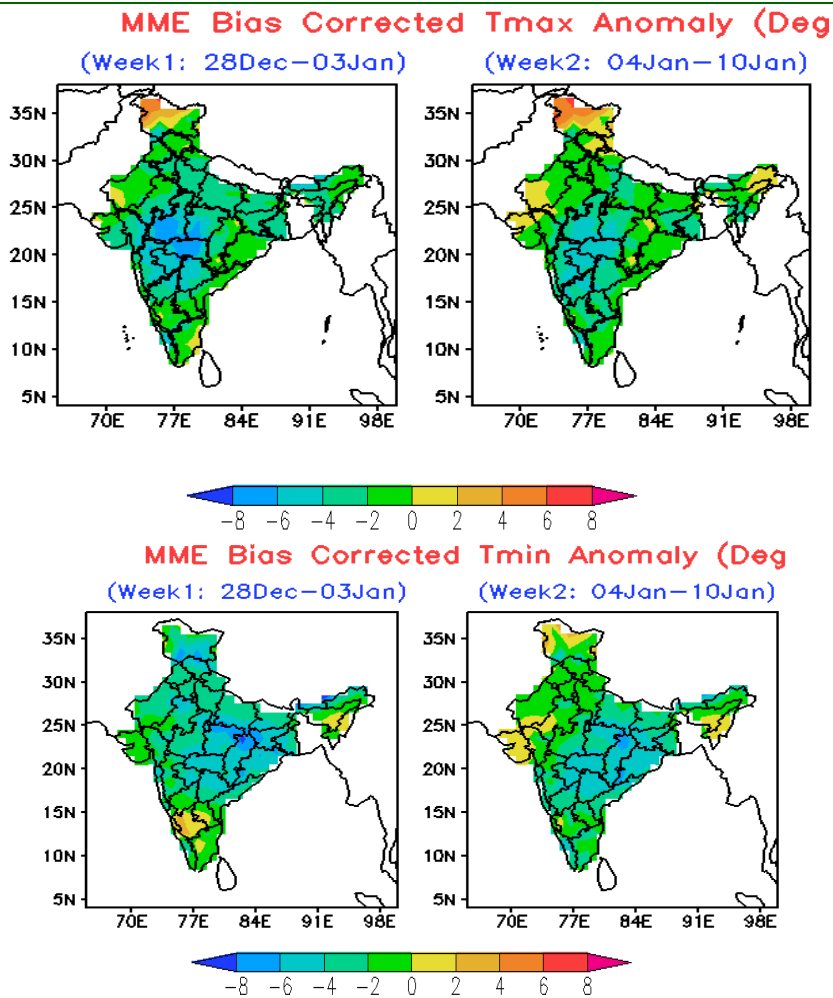 MME Bias Corrected Tmax Anomaly (Deg
(Week1: 28Dec–03Jan) (Week2: 04Jan–10Jan)
35N 35N
30N 30N
25N 25N
20N 20N
15N 15N
10N 10N
5N 5N
70E 77E 84E 91E 98E 70E 77E 84E 91E 98E
-8 -6 -4 -2 0 2 4 6 8
MME Bias Corrected Tmin Anomaly (Deg
(Week1: 28Dec–03Jan) (Week2: 04Jan–10Jan)
35N 35N
30N 30N
25N 25N
20N 20N
15N 15N
10N 10N
5N 5N
70E 77E 84E 91E 98E 70E 77E 84E 91E 98E
-8 -6 -4 -2 0 2 4 6 8